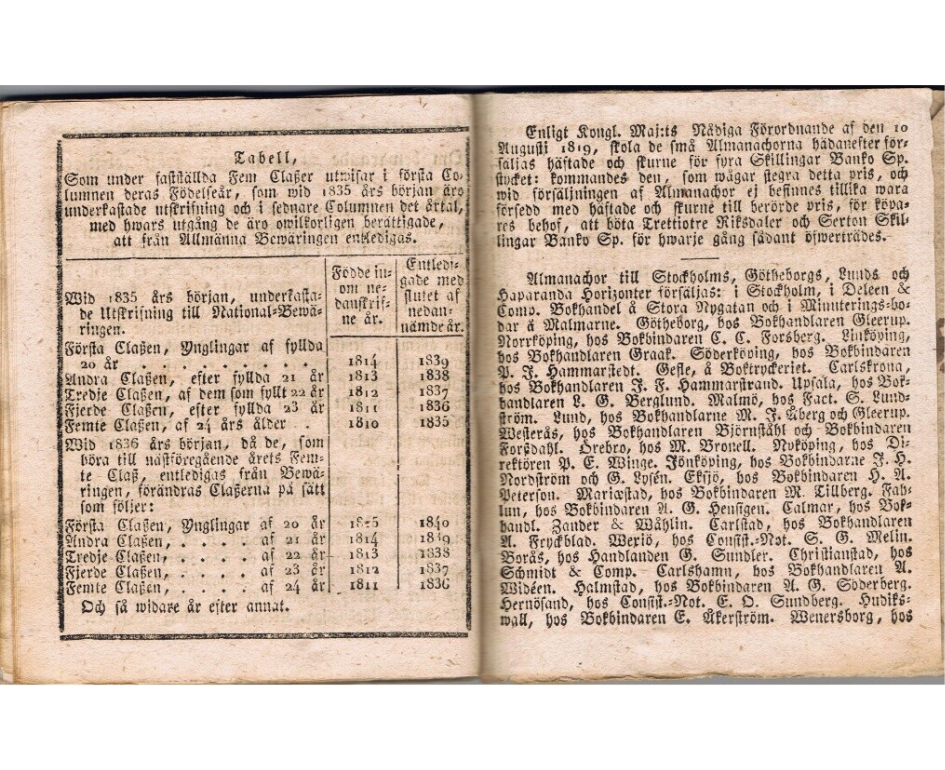 Tabell,
Som under fastställda Fem Claßer utwisar i första Co-
lumnen deras Födelseår, som wid 1835 års början äro
underkastade utskrifning och i sednare Columnen det årtal,
med hwars utgång de äro owilkorligen berättigade,
att från Allmänna Bewäringen entledigas.
Wid 1835 års början, underkasta-
de Utskrifning till National-Bewä-
ringen.
Födde in-
om ne-
danskrif-
ne år.
Entledi-
gade med
slutet af
nedan-
nämde år.
Första Claßen, Ynglingar af fyllda
20 år . . . . . . . . . . 1814 1839
Andra Claßen, efter fyllda 21 år 1813 1838
Tredje Claßen, af dem som fyllt 22 år 1812 1837
Fjerde Claßen, efter fyllda 23 år 1811 1836
Femte Claßen, af 24 års ålder . . 1810 1835
Wid 1836 års början, då de, som
höra till nästföregående årets Fem-
te Claß, entledigas från Bewä-
ringen, förändras Claßerna på sätt
som följer:
Första Claßen, Ynglingar af 20 år 1815 1840
Andra Claßen, . . . . af 21 år 1814 1849
Tredje Claßen, . . . . af 22 år 1813 1838
Fjerde Claßen, . . . . af 23 år 1812 1837
Femte Claßen, . . . . af 24 år 1811 1836
Och så widare år efter annat.
Enligt Kongl. Maj:ts Nådiga Förordnande af den 10
Augusti 1819, skola de små Almanachorna hädanefter för-
säljas häftade och skurne för fyra Skillingar Banko Sp.
stycket: kommandes den, som wågar stegra detta pris, och
wid försäljningen af Almanachor ej befinnes tillika wara
försedd med häftade och skurne till berörde pris, för köpa-
res behof, att böta Trettiotre Riksdaler och Sexton Skil-
lingar Banko Sp. för hwarje gång sådant öfwerträdes.
Almanachor till Stockholms, Götheborgs, Lunds och
Haparanda Horizonter försäljas: i Stockholm, i Deleen &
Comp. Bokhandel å Stora Nygatan och i Minuterings-bo-
dar å Malmarne. Götheborg, hos Bokhandlaren Gleerup.
Norrköping, hos Bokbindaren C. C. Forsberg. Linköping,
hos Bokhandlaren Graak. Söderköping, hos Bokbindaren
P. J. Hammarstedt. Gefle, å Boktryckeriet. Carlskrona,
hos Bokhandlaren J. F. Hammarstrand. Upsala, hos Bok-
handlaren L. G. Berglund. Malmö, hos Fact. S. Lund-
ström. Lund, hos Bokhandlarne M. J. Åberg och Gleerup.
Westerås, hos Bokhandlaren Björnståhl och Bokbindaren
Forßdahl. Örebro, hos M. Bronell. Nyköping, hos Di-
rektören P. E. Winge. Jönköping, hos Bokbindarne J. H.
Nordström och G. Lysén. Eksjö, hos Bokbindaren H. A.
Peterson. Mariæstad, hos Bokbindaren M. Tillberg. Fah-
lun, hos Bokbindaren A. G. Hensigen. Calmar, hos Bok-
handl. Zander & Wåhlin. Carlstad, hos Bokhandlaren
A. Fryckblad. Wexiö, hos Consist.-Not. S. G. Melin.
Borås, hos Handlanden G. Sundler. Christianstad, hos
Schmidt & Comp. Carlshamn, hos Bokhandlaren A.
Widéen. Halmstad, hos Bokbindaren A. G. Söderberg.
Hernösand, hos Consist.-Not. E. O. Sundberg. Hudiks-
wall, hos Bokbindaren E. Åkerström. Wenersborg, hos